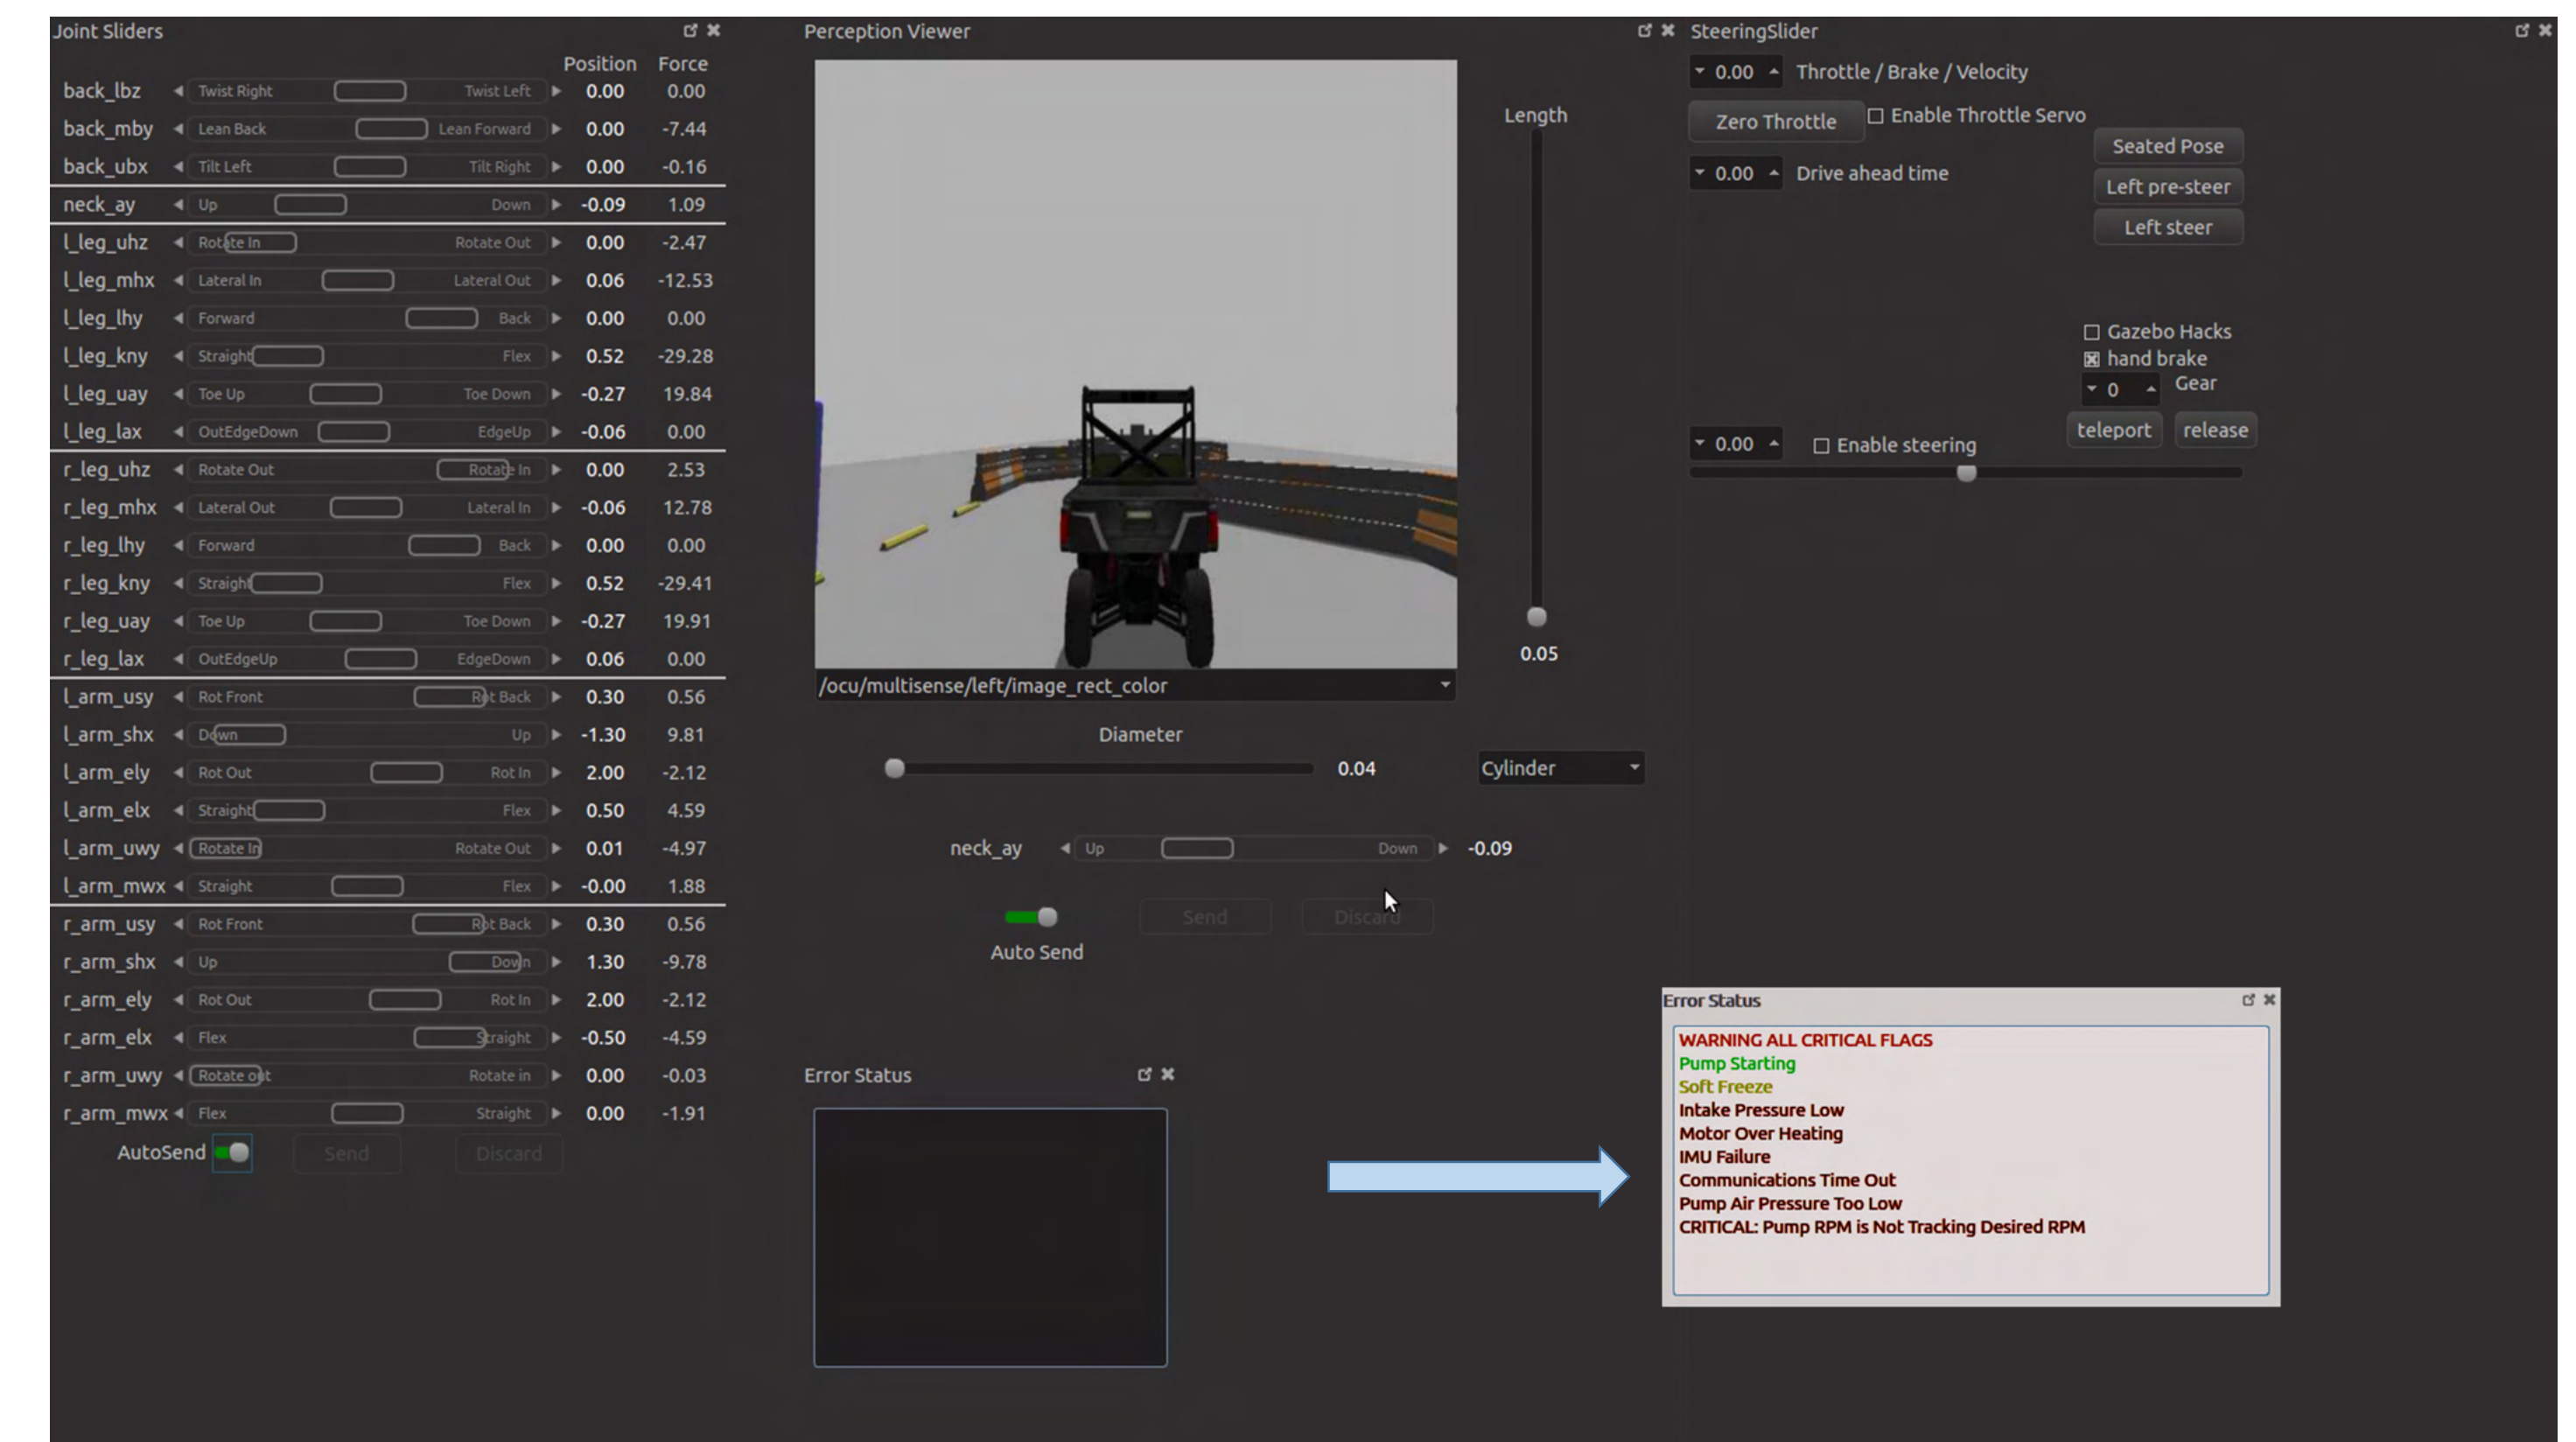 Joint Sliders
Position Force
back_lbz Twist Right Twist Left 0.00 0.00
back_mby Lean Back Lean Forward 0.00 -7.44
back_ubx Tilt Left Tilt Right 0.00 -0.16
neck_ay Up Down -0.09 1.09
l_leg_uhz Rotate In Rotate Out 0.00 -2.47
l_leg_mhx Lateral In Lateral Out 0.06 -12.53
l_leg_lhy Forward Back 0.00 0.00
l_leg_kny Straight Flex 0.52 -29.28
l_leg_uay Toe Up Toe Down -0.27 19.84
l_leg_lax OutEdgeDown EdgeUp -0.06 0.00
r_leg_uhz Rotate Out Rotate In 0.00 2.53
r_leg_mhx Lateral Out Lateral In -0.06 12.78
r_leg_lhy Forward Back 0.00 0.00
r_leg_kny Straight Flex 0.52 -29.41
r_leg_uay Toe Up Toe Down -0.27 19.91
r_leg_lax OutEdgeUp EdgeDown 0.06 0.00
l_arm_usy Rot Front Rot Back 0.30 0.56
l_arm_shx Down Up -1.30 9.81
l_arm_ely Rot Out Rot In 2.00 -2.12
l_arm_elx Straight Flex 0.50 4.59
l_arm_uwy Rotate In Rotate Out 0.01 -4.97
l_arm_mwx Straight Flex -0.00 1.88
r_arm_usy Rot Front Rot Back 0.30 0.56
r_arm_shx Up Down 1.30 -9.78
r_arm_ely Rot Out Rot In 2.00 -2.12
r_arm_elx Flex Straight -0.50 -4.59
r_arm_uwy Rotate out Rotate in 0.00 -0.03
r_arm_mwx Flex Straight 0.00 -1.91
AutoSend Send Discard
Perception Viewer
Length
0.05
/ocu/multisense/left/image_rect_color
Diameter
0.04 Cylinder
neck_ay Up Down -0.09
Send Discard
Auto Send
Error Status
SteeringSlider
0.00 Throttle / Brake / Velocity
Zero Throttle Enable Throttle Servo
Seated Pose
0.00 Drive ahead time
Left pre-steer
Left steer
Gazebo Hacks
hand brake
0 Gear
teleport release
0.00 Enable steering
Error Status
WARNING ALL CRITICAL FLAGS
Pump Starting
Soft Freeze
Intake Pressure Low
Motor Over Heating
IMU Failure
Communications Time Out
Pump Air Pressure Too Low
CRITICAL: Pump RPM is Not Tracking Desired RPM